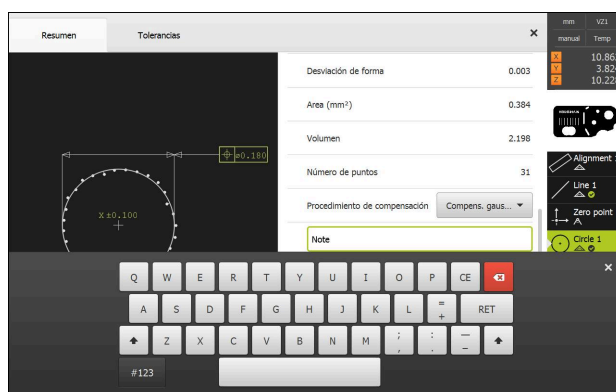 Resumen
Tolerancias
×
mm VZ1
manual Temp
X 10.86
Y 3.82
Z 10.22
Desviación de forma 0.003
Area (mm²) 0.384
Volumen 2.198
Número de puntos 31
Procedimiento de compensación Compens. gaus...
Note
⌀0.180
X ±0.100
Alignment
Line 1
Zero point
Circle 1
×
Q W E R T Y U I O P CE
A S D F G H J K L = + RET
Z X C V B N M ; , : . — –
#123